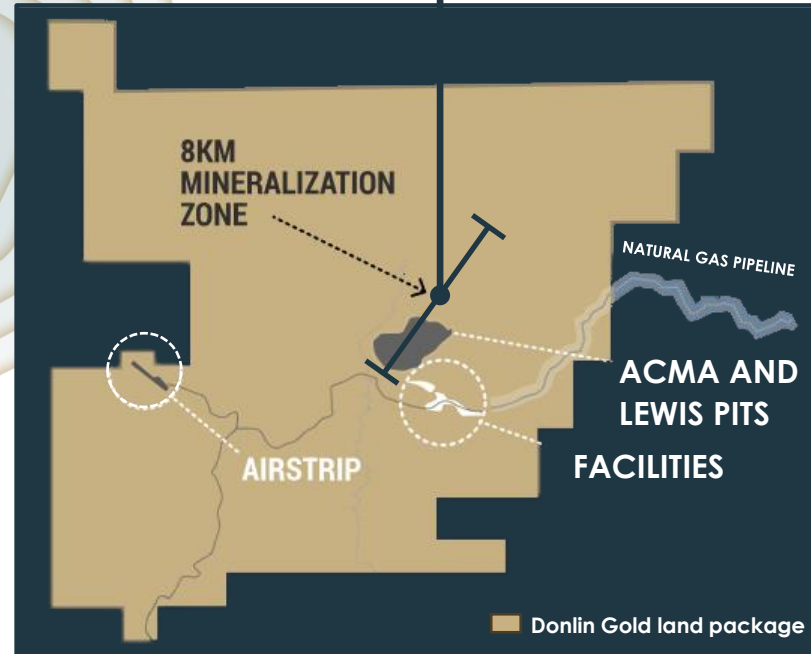 8KM
MINERALIZATION
ZONE
NATURAL GAS PIPELINE
ACMA AND
LEWIS PITS
FACILITIES
AIRSTRIP
Donlin Gold land package